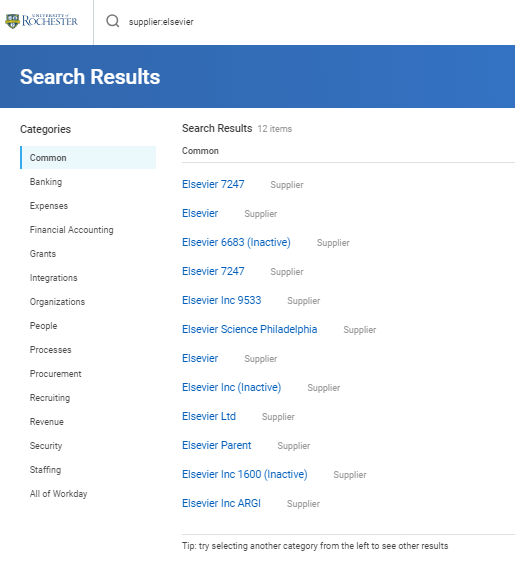 UNIVERSITY of
ROCHESTER
supplier:elsevier
Search Results
Categories
Common
Banking
Expenses
Financial Accounting
Grants
Integrations
Organizations
People
Processes
Procurement
Recruiting
Revenue
Security
Staffing
All of Workday
Search Results 12 items
Common
Elsevier 7247 Supplier
Elsevier Supplier
Elsevier 6683 (Inactive) Supplier
Elsevier 7247 Supplier
Elsevier Inc 9533 Supplier
Elsevier Science Philadelphia Supplier
Elsevier Supplier
Elsevier Inc (Inactive) Supplier
Elsevier Ltd Supplier
Elsevier Parent Supplier
Elsevier Inc 1600 (Inactive) Supplier
Elsevier Inc ARGI Supplier
Tip: try selecting another category from the left to see other results